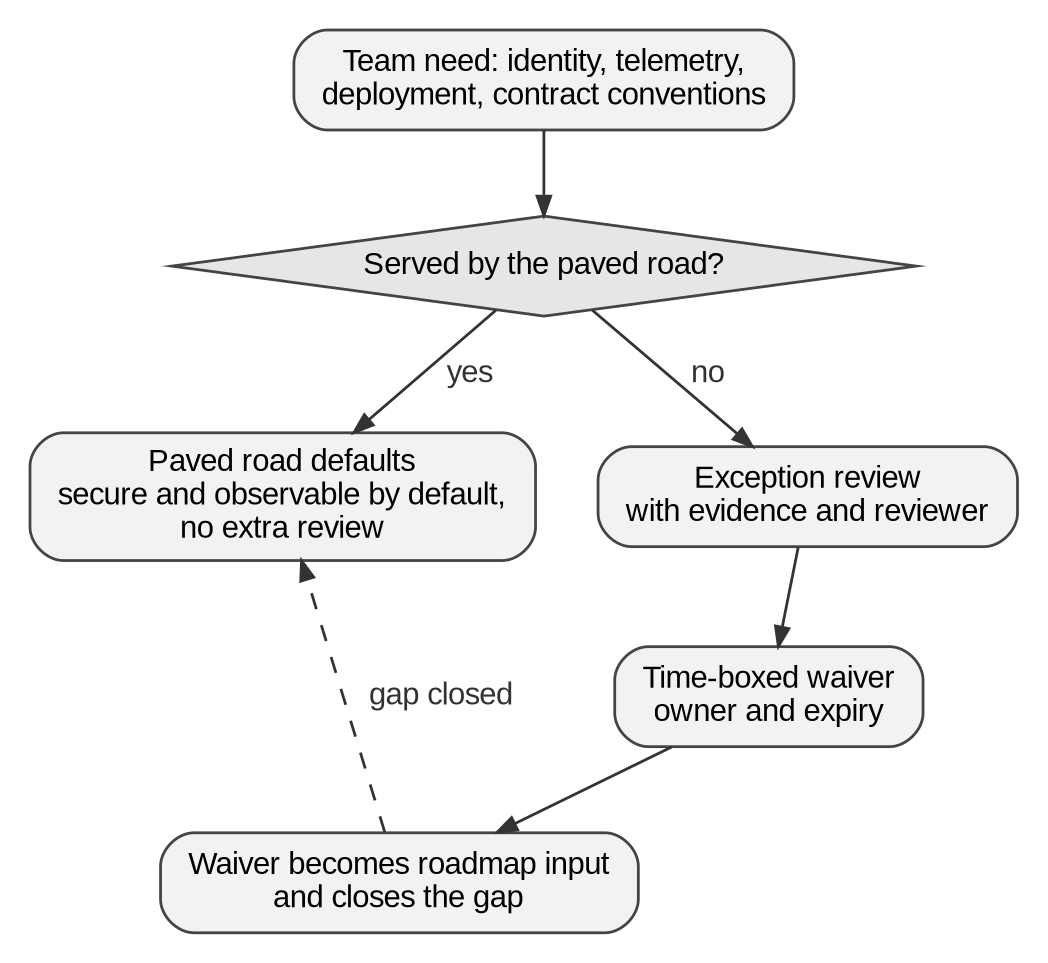 Team need: identity, telemetry,
deployment, contract conventions
Served by the paved road?
yes
no
Paved road defaults
secure and observable by default,
no extra review
Exception review
with evidence and reviewer
Time-boxed waiver
owner and expiry
gap closed
Waiver becomes roadmap input
and closes the gap